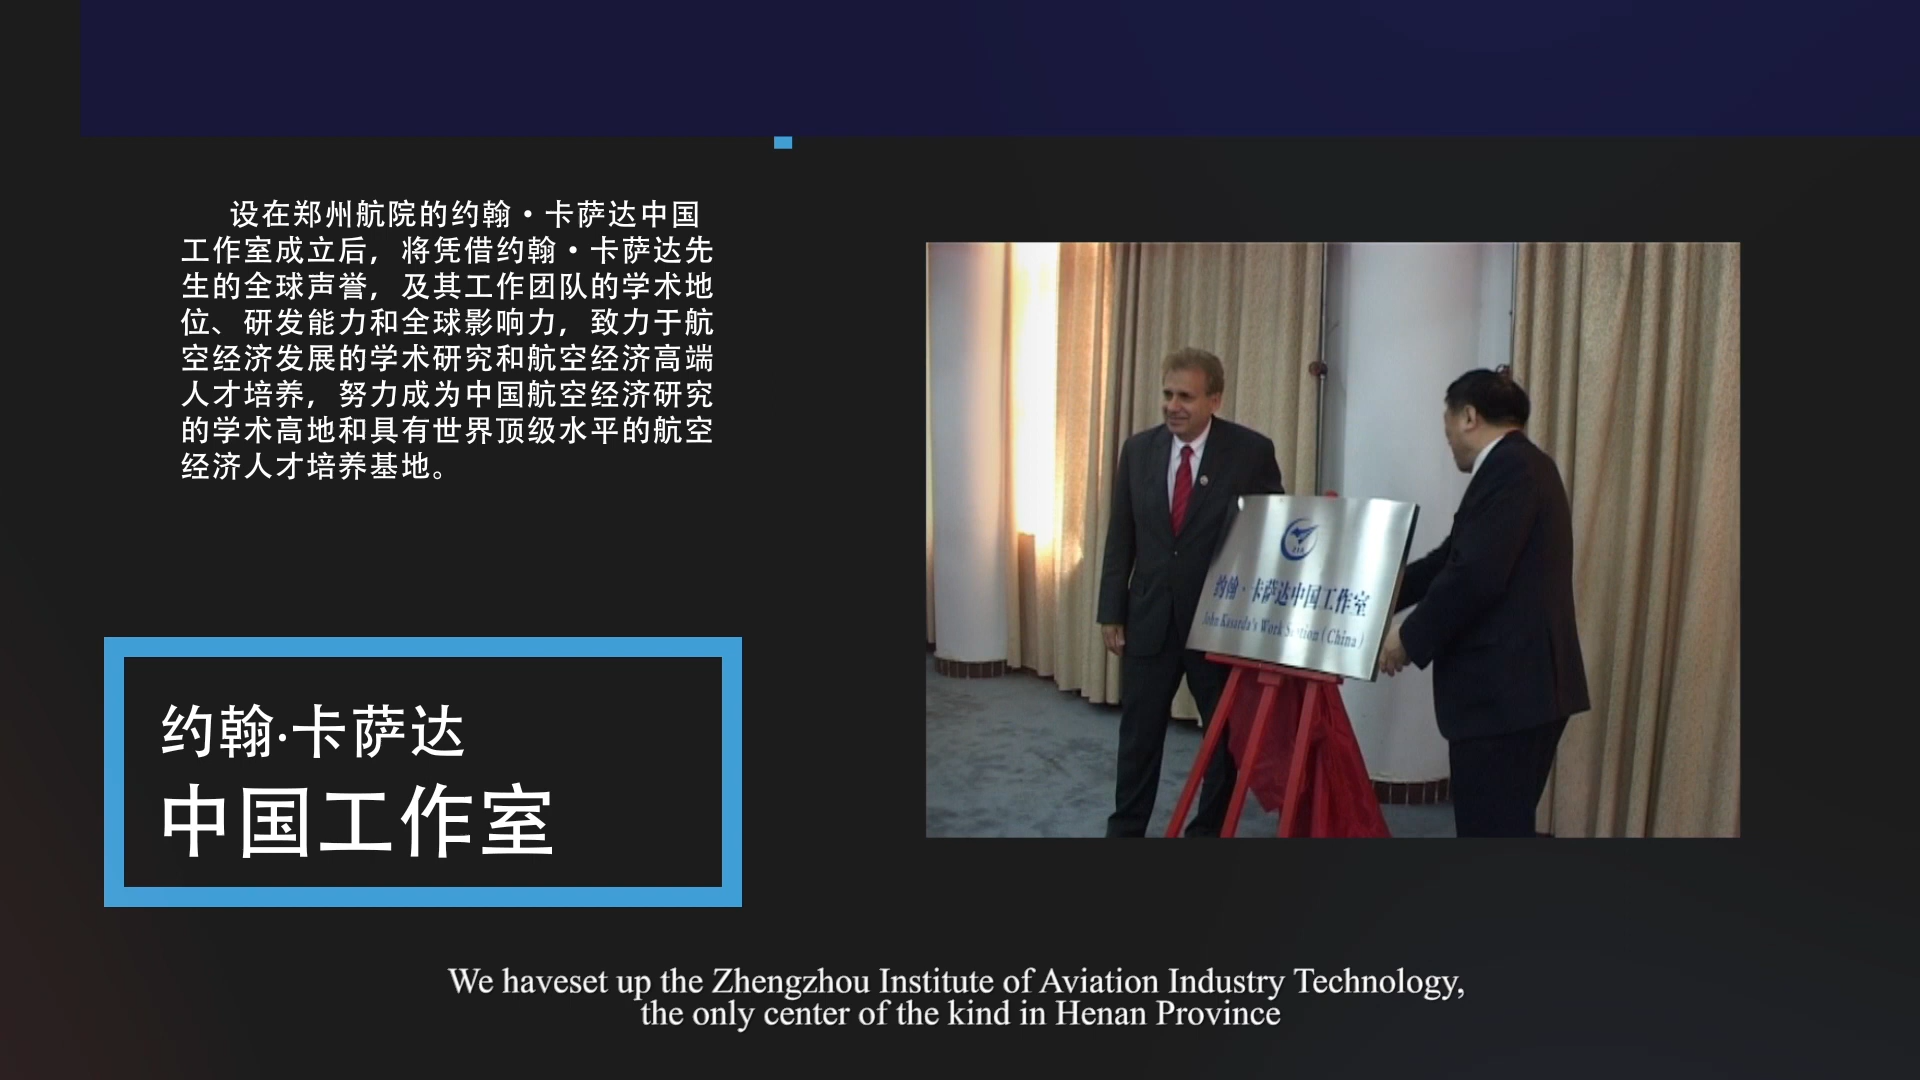 设在郑州航院的约翰·卡萨达中国
工作室成立后，将凭借约翰·卡萨达先
生的全球声誉，及其工作团队的学术地
位、研发能力和全球影响力，致力于航
空经济发展的学术研究和航空经济高端
人才培养，努力成为中国航空经济研究
的学术高地和具有世界顶级水平的航空
经济人才培养基地。
约翰·卡萨达
中国工作室
约翰·卡萨达中国工作室
John Kasarda's Work (China)
We haveset up the Zhengzhou Institute of Aviation Industry Technology,
the only center of the kind in Henan Province